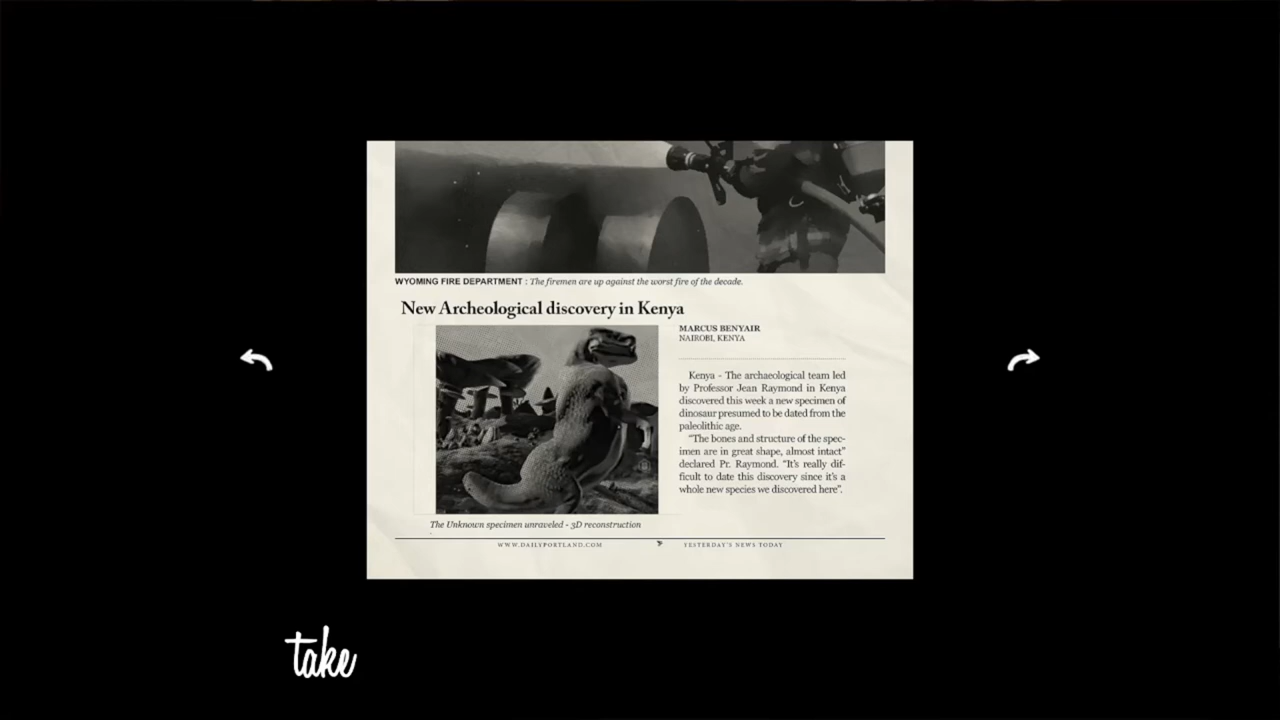 WYOMING FIRE DEPARTMENT : The firemen are up against the worst fire of the decade.
New Archeological discovery in Kenya
MARCUS BENYAIR
NAIROBI, KENYA
Kenya - The archaeological team led
by Professor Jean Raymond in Kenya
discovered this week a new specimen of
dinosaur presumed to be dated from the
paleolithic age.
"The bones and structure of the spec-
imen are in great shape, almost intact"
declared Pr. Raymond. "It's really dif-
ficult to date this discovery since it's a
whole new species we discovered here".
The Unknown specimen unraveled - 3D reconstruction
WWW.DAILYPORTLAND.COM YESTERDAY'S NEWS TODAY
take